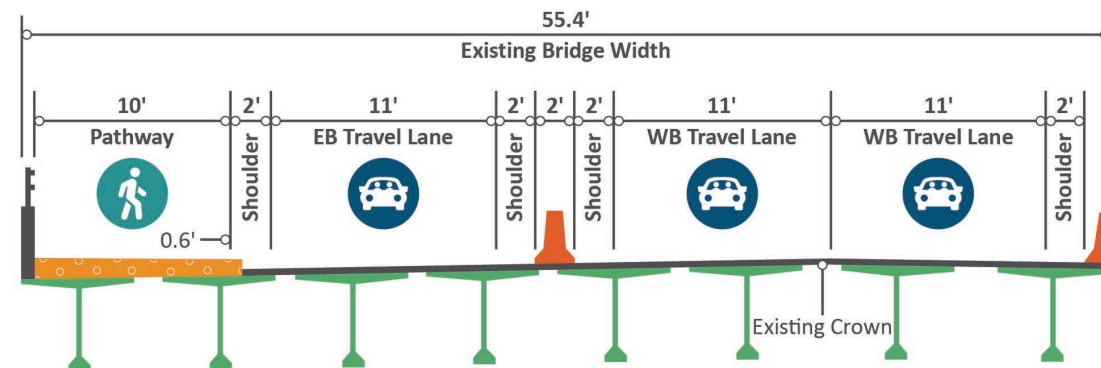 55.4'
Existing Bridge Width
10'
2'
11'
2'
2'
2'
11'
11'
2'
Pathway
Shoulder
EB Travel Lane
Shoulder
Shoulder
WB Travel Lane
WB Travel Lane
Shoulder
0.6'
Existing Crown